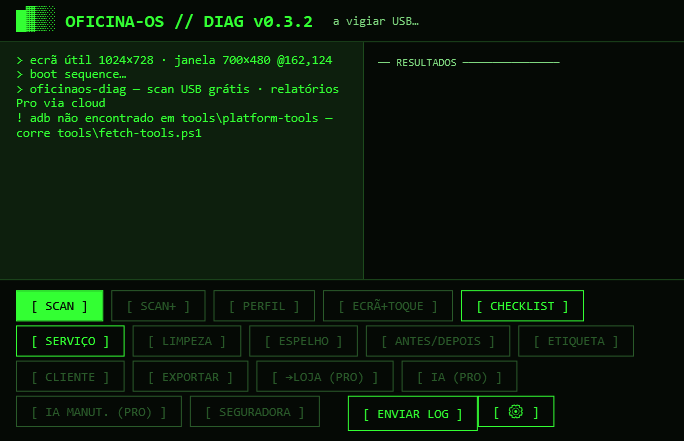 OFICINA-OS // DIAG v0.3.2 a vigiar USB…
> ecrã útil 1024×728 · janela 700×480 @162,124
> boot sequence…
> oficinaos-diag — scan USB grátis · relatórios
Pro via cloud
! adb não encontrado em tools\platform-tools —
corre tools\fetch-tools.ps1
── RESULTADOS ────────────────
[ SCAN ] [ SCAN+ ] [ PERFIL ] [ ECRÃ+TOQUE ] [ CHECKLIST ]
[ SERVIÇO ] [ LIMPEZA ] [ ESPELHO ] [ ANTES/DEPOIS ] [ ETIQUETA ]
[ CLIENTE ] [ EXPORTAR ] [ →LOJA (PRO) ] [ IA (PRO) ]
[ IA MANUT. (PRO) ] [ SEGURADORA ] [ ENVIAR LOG ] [ ⚙ ]